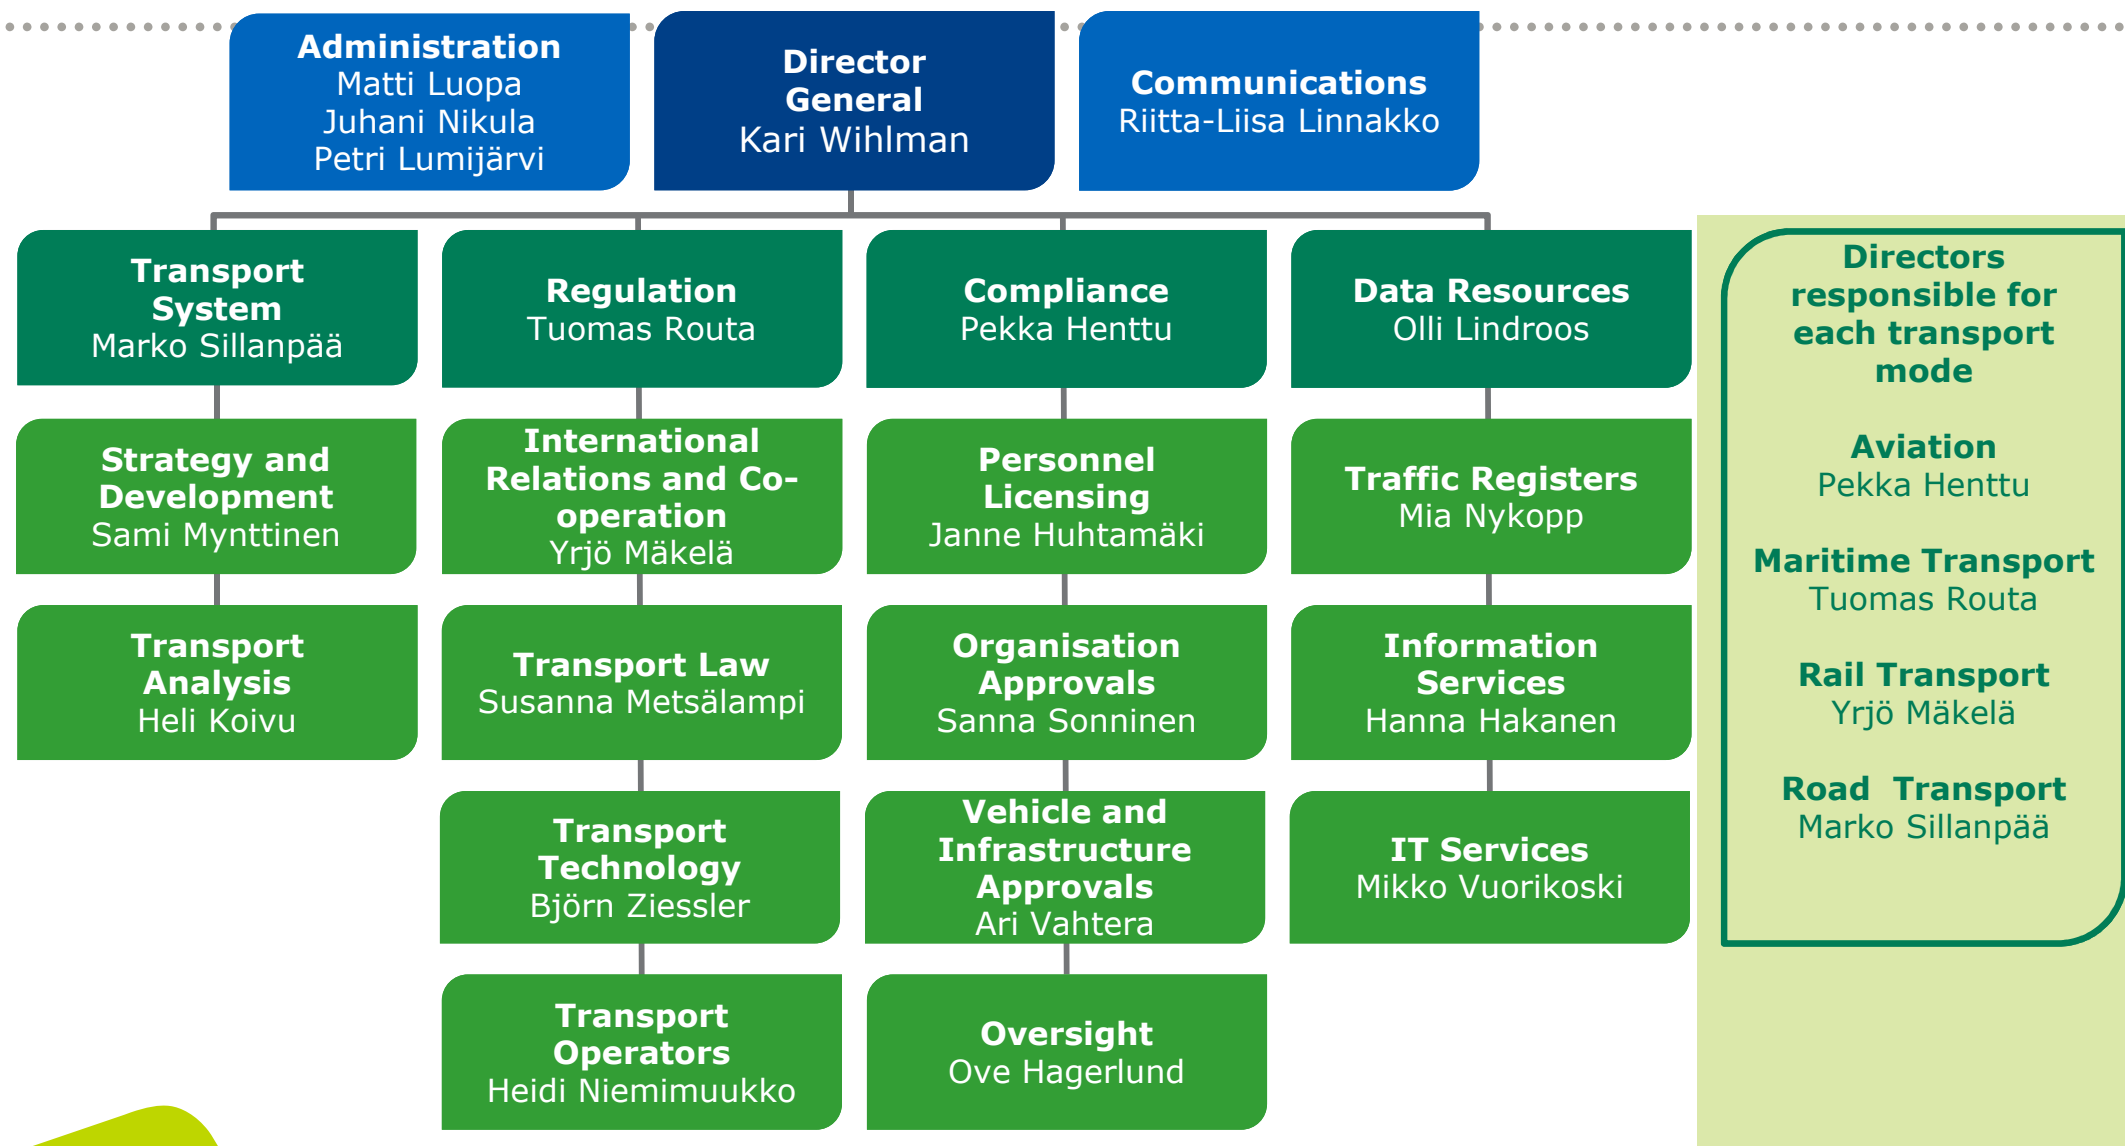 Administration
Matti Luopa
Juhani Nikula
Petri Lumijärvi
Director
General
Kari Wihlman
Communications
Riitta-Liisa Linnakko
Transport
System
Marko Sillanpää
Regulation
Tuomas Routa
Compliance
Pekka Henttu
Data Resources
Olli Lindroos
Strategy and
Development
Sami Mynttinen
International
Relations and Co-
operation
Yrjö Mäkelä
Personnel
Licensing
Janne Huhtamäki
Traffic Registers
Mia Nykopp
Transport
Analysis
Heli Koivu
Transport Law
Susanna Metsälampi
Organisation
Approvals
Sanna Sonninen
Information
Services
Hanna Hakanen
Transport
Technology
Björn Ziessler
Vehicle and
Infrastructure
Approvals
Ari Vahtera
IT Services
Mikko Vuorikoski
Transport
Operators
Heidi Niemimuukko
Oversight
Ove Hagerlund
Directors
responsible for
each transport
mode
Aviation
Pekka Henttu
Maritime Transport
Tuomas Routa
Rail Transport
Yrjö Mäkelä
Road  Transport
Marko Sillanpää